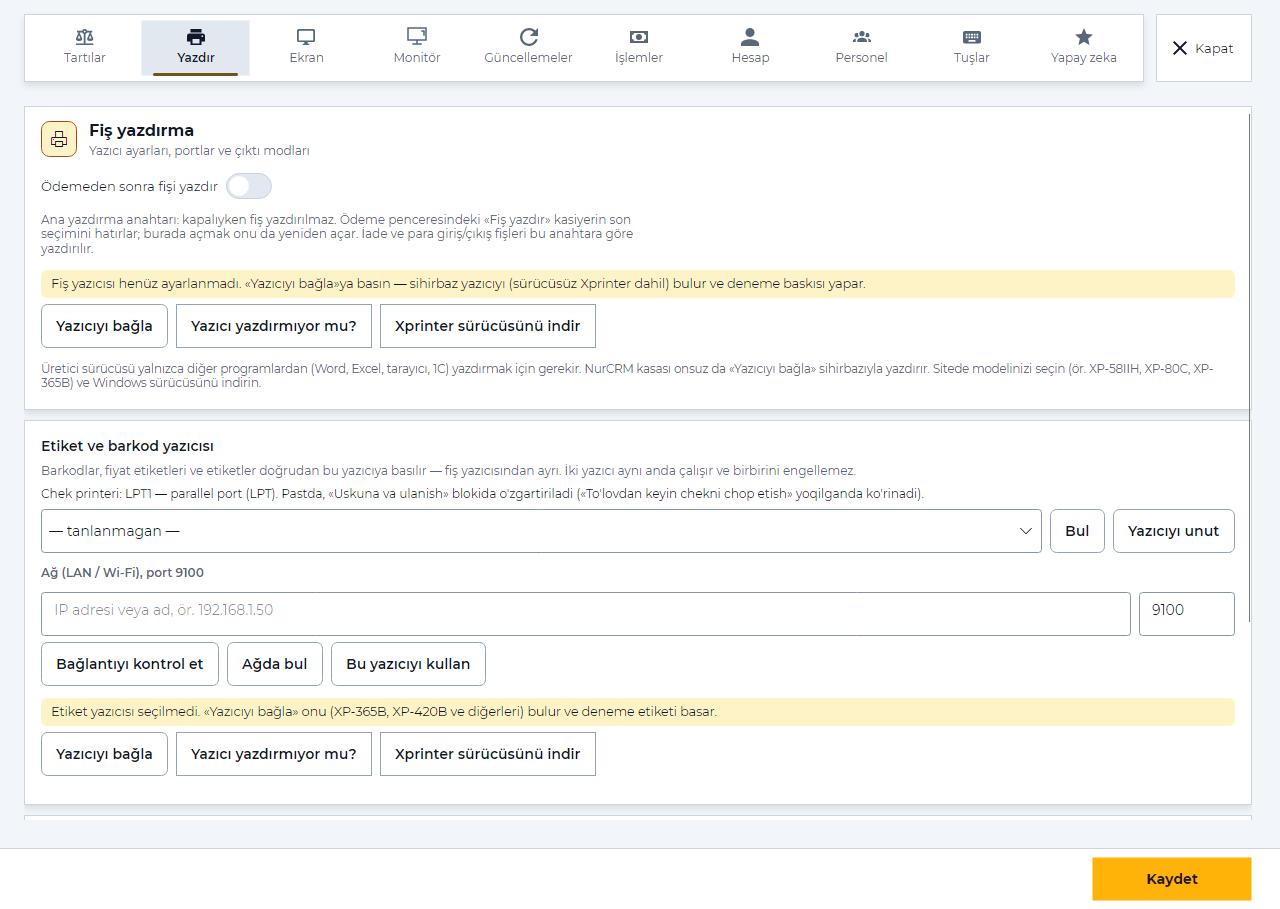 Tartılar
Yazdır
Ekran
Monitör
Güncellemeler
İşlemler
Hesap
Personel
Tuşlar
Yapay zeka
Kapat
Fiş yazdırma
Yazıcı ayarları, portlar ve çıktı modları
Ödemeden sonra fişi yazdır
Ana yazdırma anahtarı: kapalıyken fiş yazdırılmaz. Ödeme penceresindeki «Fiş yazdır» kasiyerin son
seçimini hatırlar; burada açmak onu da yeniden açar. İade ve para giriş/çıkış fişleri bu anahtara göre
yazdırılır.
Fiş yazıcısı henüz ayarlanmadı. «Yazıcıyı bağla»ya basın — sihirbaz yazıcıyı (sürücüsüz Xprinter dahil) bulur ve deneme baskısı yapar.
Yazıcıyı bağla
Yazıcı yazdırmıyor mu?
Xprinter sürücüsünü indir
Üretici sürücüsü yalnızca diğer programlardan (Word, Excel, tarayıcı, 1C) yazdırmak için gerekir. NurCRM kasası onsuz da «Yazıcıyı bağla» sihirbazıyla yazdırır. Sitede modelinizi seçin (ör. XP-58IIH, XP-80C, XP-
365B) ve Windows sürücüsünü indirin.
Etiket ve barkod yazıcısı
Barkodlar, fiyat etiketleri ve etiketler doğrudan bu yazıcıya basılır — fiş yazıcısından ayrı. İki yazıcı aynı anda çalışır ve birbirini engellemez.
Chek printeri: LPT1 — parallel port (LPT). Pastda, «Uskuna va ulanish» blokida o'zgartiriladi («To'lovdan keyin chekni chop etish» yoqilganda ko'rinadi).
— tanlanmagan —
Bul
Yazıcıyı unut
Ağ (LAN / Wi-Fi), port 9100
IP adresi veya ad, ör. 192.168.1.50
9100
Bağlantıyı kontrol et
Ağda bul
Bu yazıcıyı kullan
Etiket yazıcısı seçilmedi. «Yazıcıyı bağla» onu (XP-365B, XP-420B ve diğerleri) bulur ve deneme etiketi basar.
Yazıcıyı bağla
Yazıcı yazdırmıyor mu?
Xprinter sürücüsünü indir
Kaydet